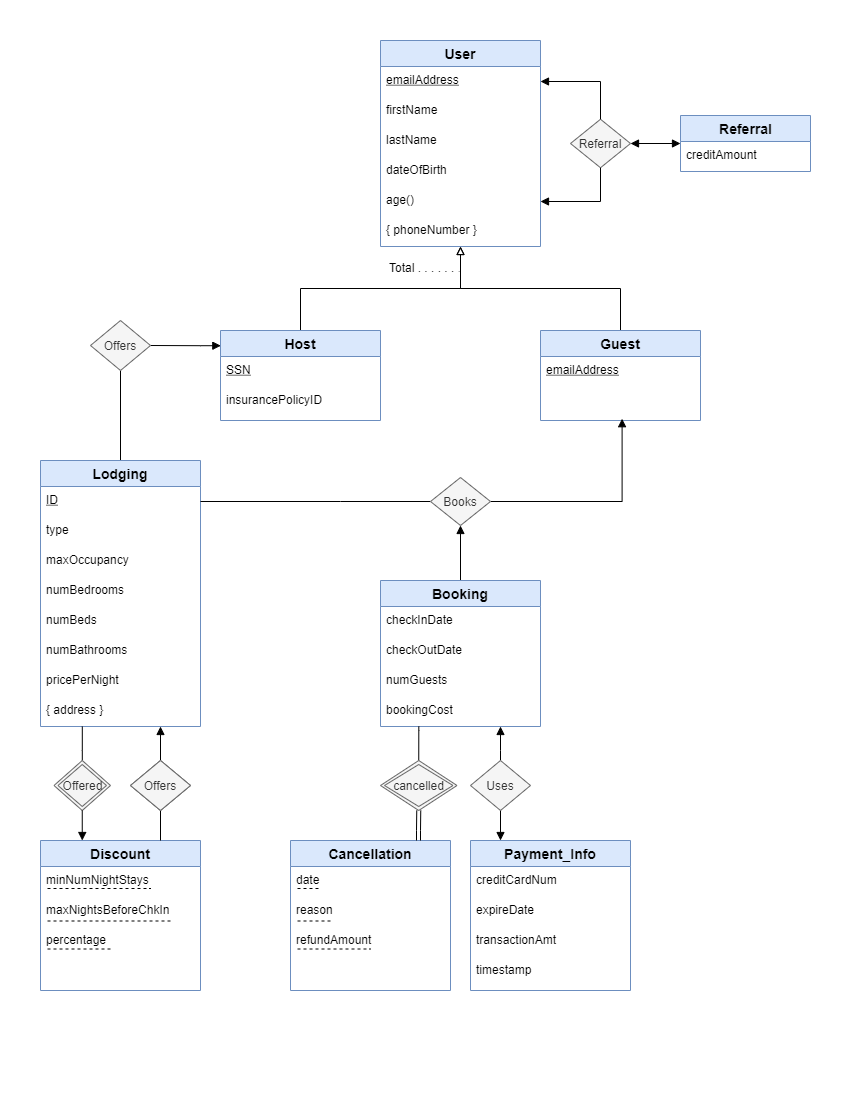 User
emailAddress
firstName
lastName
dateOfBirth
age()
{ phoneNumber }
Referral
Referral
creditAmount
Total . . . . . . .
Offers
Host
SSN
insurancePolicyID
Guest
emailAddress
Lodging
ID
type
maxOccupancy
numBedrooms
numBeds
numBathrooms
pricePerNight
{ address }
Books
Booking
checkInDate
checkOutDate
numGuests
bookingCost
Offered
Offers
cancelled
Uses
Discount
minNumNightStays
maxNightsBeforeChkIn
percentage
Cancellation
date
reason
refundAmount
Payment_Info
creditCardNum
expireDate
transactionAmt
timestamp